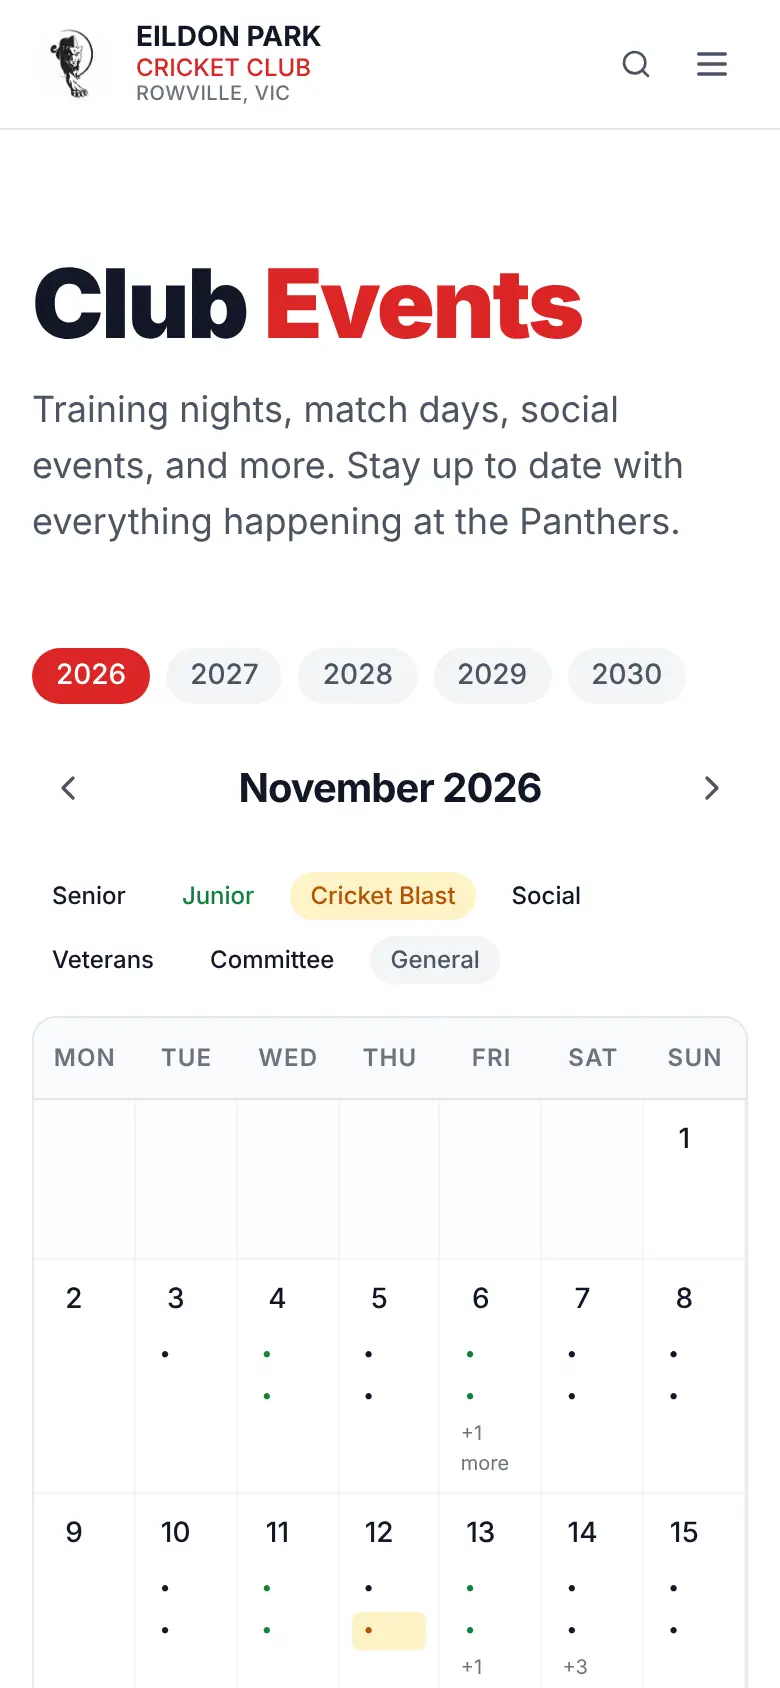 EILDON PARK
CRICKET CLUB
ROWVILLE, VIC
Club Events
Training nights, match days, social
events, and more. Stay up to date with
everything happening at the Panthers.
2026 2027 2028 2029 2030
November 2026
Senior Junior Cricket Blast Social
Veterans Committee General
MON TUE WED THU FRI SAT SUN
1
2 3 4 5 6 7 8
+1
more
9 10 11 12 13 14 15
+1 +3